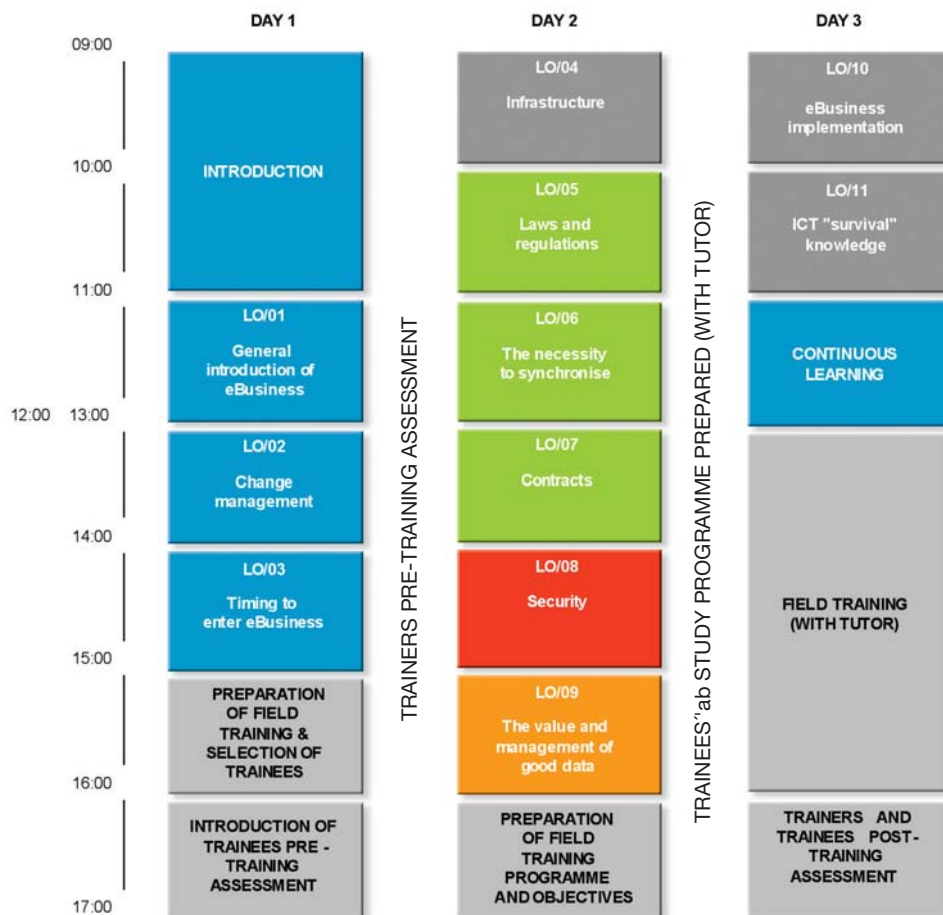 DAY 1
DAY 2
DAY 3
09:00
10:00
11:00
12:00 13:00
14:00
15:00
16:00
17:00
INTRODUCTION
LO/01
General
introduction of
eBusiness
LO/02
Change
management
LO/03
Timing to
enter eBusiness
PREPARATION
OF FIELD
TRAINING &
SELECTION OF
TRAINEES
INTRODUCTION OF
TRAINEES PRE -
TRAINING
ASSESSMENT
TRAINERS PRE-TRAINING ASSESSMENT
LO/04
Infrastructure
LO/05
Laws and
regulations
LO/06
The necessity
to synchronise
LO/07
Contracts
LO/08
Security
LO/09
The value and
management of
good data
PREPARATION
OF FIELD
TRAINING
PROGRAMME
AND OBJECTIVES
TRAINEES'‘ab STUDY PROGRAMME PREPARED (WITH TUTOR)
LO/10
eBusiness
implementation
LO/11
ICT "survival"
knowledge
CONTINUOUS
LEARNING
FIELD TRAINING
(WITH TUTOR)
TRAINERS AND
TRAINEES POST-
TRAINING
ASSESSMENT